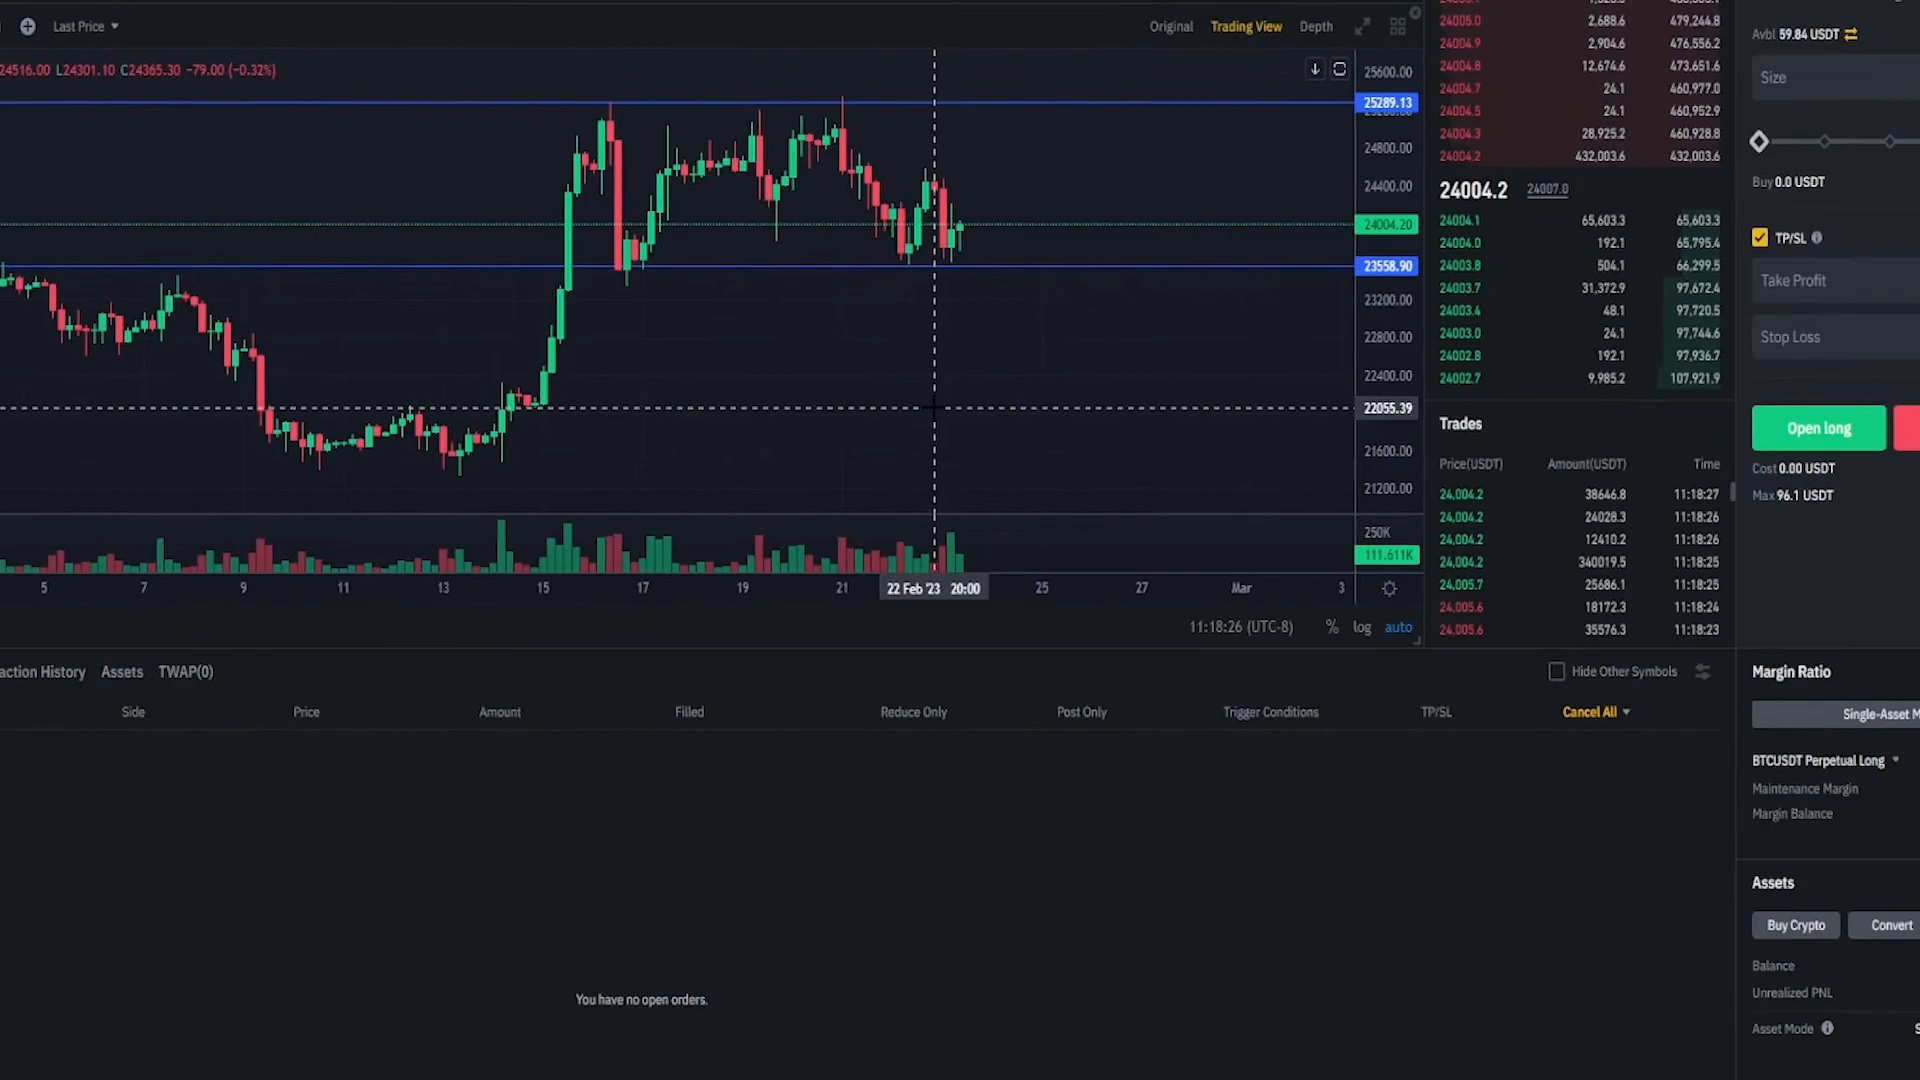 Last Price
Original Trading View Depth
24516.00 L24301.10 C24365.30 −79.00 (−0.32%)
25600.00
25289.13
24800.00
24400.00
24004.20
23558.90
23200.00
22800.00
22400.00
22055.39
21600.00
21200.00
250K
111.611K
5 7 9 11 13 15 17 19 21 22 Feb '23 20:00 25 27 Mar 3
11:18:26 (UTC-8) % log auto
24005.0 2,688.6 479,244.8
24004.9 2,904.6 476,556.2
24004.8 12,674.6 473,651.6
24004.7 24.1 460,977.0
24004.5 24.1 460,952.9
24004.3 28,925.2 460,928.8
24004.2 432,003.6 432,003.6
24004.2 24007.0
24004.1 65,603.3 65,603.3
24004.0 192.1 65,795.4
24003.8 504.1 66,299.5
24003.7 31,372.9 97,672.4
24003.4 48.1 97,720.5
24003.0 24.1 97,744.6
24002.8 192.1 97,936.7
24002.7 9,985.2 107,921.9
Trades
Price(USDT) Amount(USDT) Time
24,004.2 38646.8 11:18:27
24,004.2 24028.3 11:18:26
24,004.2 12410.2 11:18:26
24,004.2 340019.5 11:18:25
24,005.7 25686.1 11:18:25
24,005.6 18172.3 11:18:24
24,005.6 35576.3 11:18:23
Avbl 59.84 USDT
Size
Buy 0.0 USDT
TP/SL
Take Profit
Stop Loss
Open long
Cost 0.00 USDT
Max 96.1 USDT
action History Assets TWAP(0)
Hide Other Symbols
Side Price Amount Filled Reduce Only Post Only Trigger Conditions TP/SL Cancel All
You have no open orders.
Margin Ratio
Single-Asset M
BTCUSDT Perpetual Long
Maintenance Margin
Margin Balance
Assets
Buy Crypto Convert
Balance
Unrealized PNL
Asset Mode